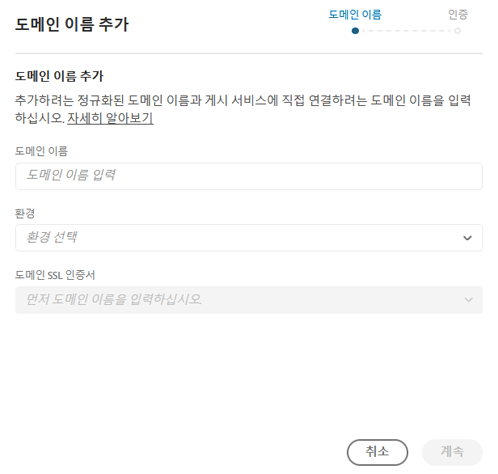 도메인 이름 추가
도메인 이름
인증
도메인 이름 추가
추가하려는 정규화된 도메인 이름과 게시 서비스에 직접 연결하려는 도메인 이름을 입력
하십시오. 자세히 알아보기
도메인 이름
도메인 이름 입력
환경
환경 선택
도메인 SSL 인증서
먼저 도메인 이름을 입력하십시오.
취소
계속